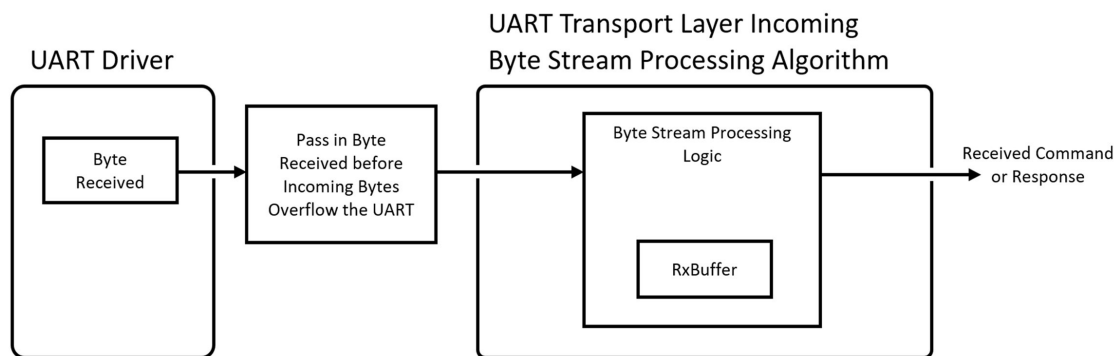 UART Driver
Byte
Received
Pass in Byte
Received before
Incoming Bytes
Overflow the UART
UART Transport Layer Incoming
Byte Stream Processing Algorithm
Byte Stream Processing
Logic
RxBuffer
Received Command
or Response